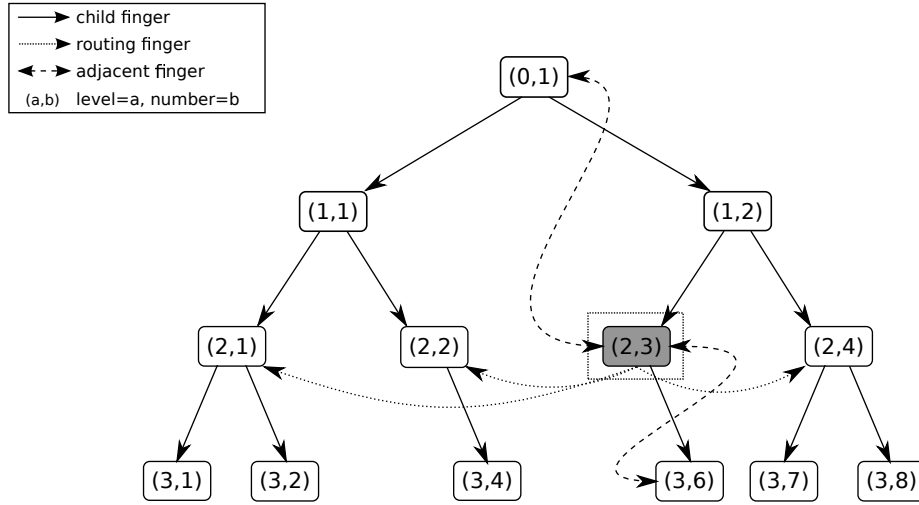 child finger
routing finger
adjacent finger
(a,b) level=a, number=b
(0,1)
(1,1) (1,2)
(2,1) (2,2) (2,3) (2,4)
(3,1) (3,2) (3,4) (3,6) (3,7) (3,8)